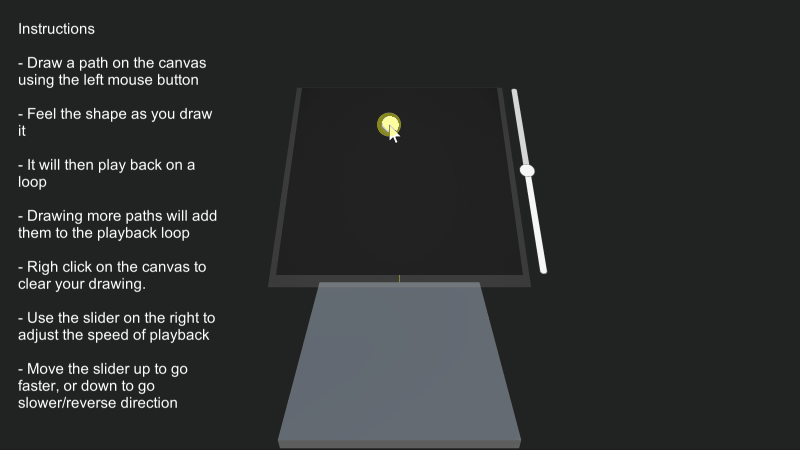 Instructions
- Draw a path on the canvas
using the left mouse button
- Feel the shape as you draw
it
- It will then play back on a
loop
- Drawing more paths will add
them to the playback loop
- Righ click on the canvas to
clear your drawing.
- Use the slider on the right to
adjust the speed of playback
- Move the slider up to go
faster, or down to go
slower/reverse direction